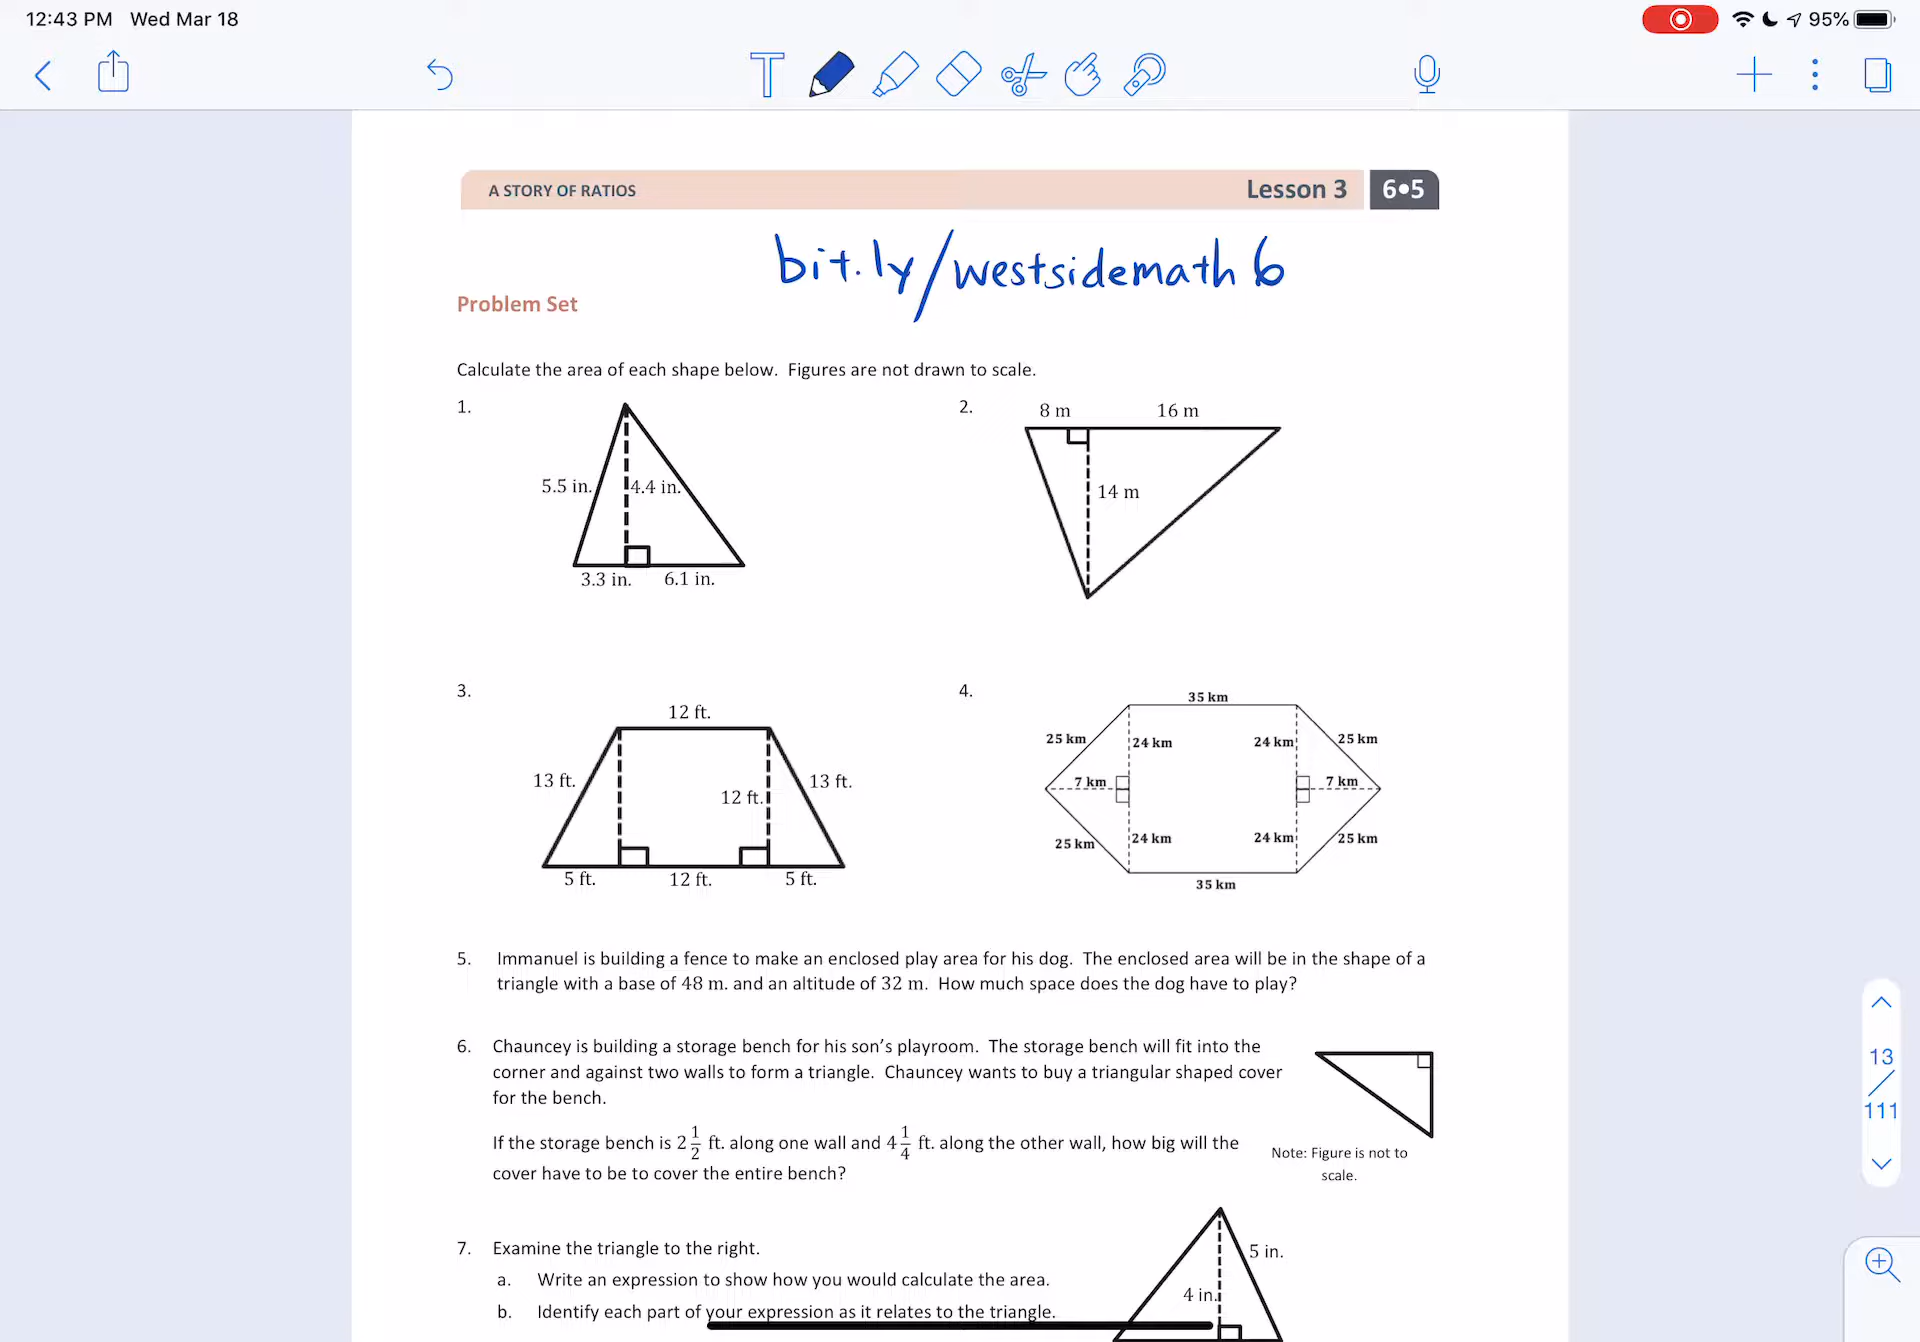 12:43 PM Wed Mar 18
95%
A STORY OF RATIOS
Lesson 3
6•5
bit.ly/westsidemath6
Problem Set
Calculate the area of each shape below. Figures are not drawn to scale.
1.
5.5 in.
4.4 in.
3.3 in.
6.1 in.
2.
8 m
16 m
14 m
3.
12 ft.
13 ft.
12 ft.
13 ft.
5 ft.
12 ft.
5 ft.
4.
35 km
25 km
24 km
24 km
25 km
7 km
7 km
25 km
24 km
24 km
25 km
35 km
5. Immanuel is building a fence to make an enclosed play area for his dog. The enclosed area will be in the shape of a
triangle with a base of 48 m. and an altitude of 32 m. How much space does the dog have to play?
6. Chauncey is building a storage bench for his son’s playroom. The storage bench will fit into the
corner and against two walls to form a triangle. Chauncey wants to buy a triangular shaped cover
for the bench.
If the storage bench is 2 1/2 ft. along one wall and 4 1/4 ft. along the other wall, how big will the
cover have to be to cover the entire bench?
Note: Figure is not to
scale.
7. Examine the triangle to the right.
a. Write an expression to show how you would calculate the area.
b. Identify each part of your expression as it relates to the triangle.
5 in.
4 in.
13
/
111